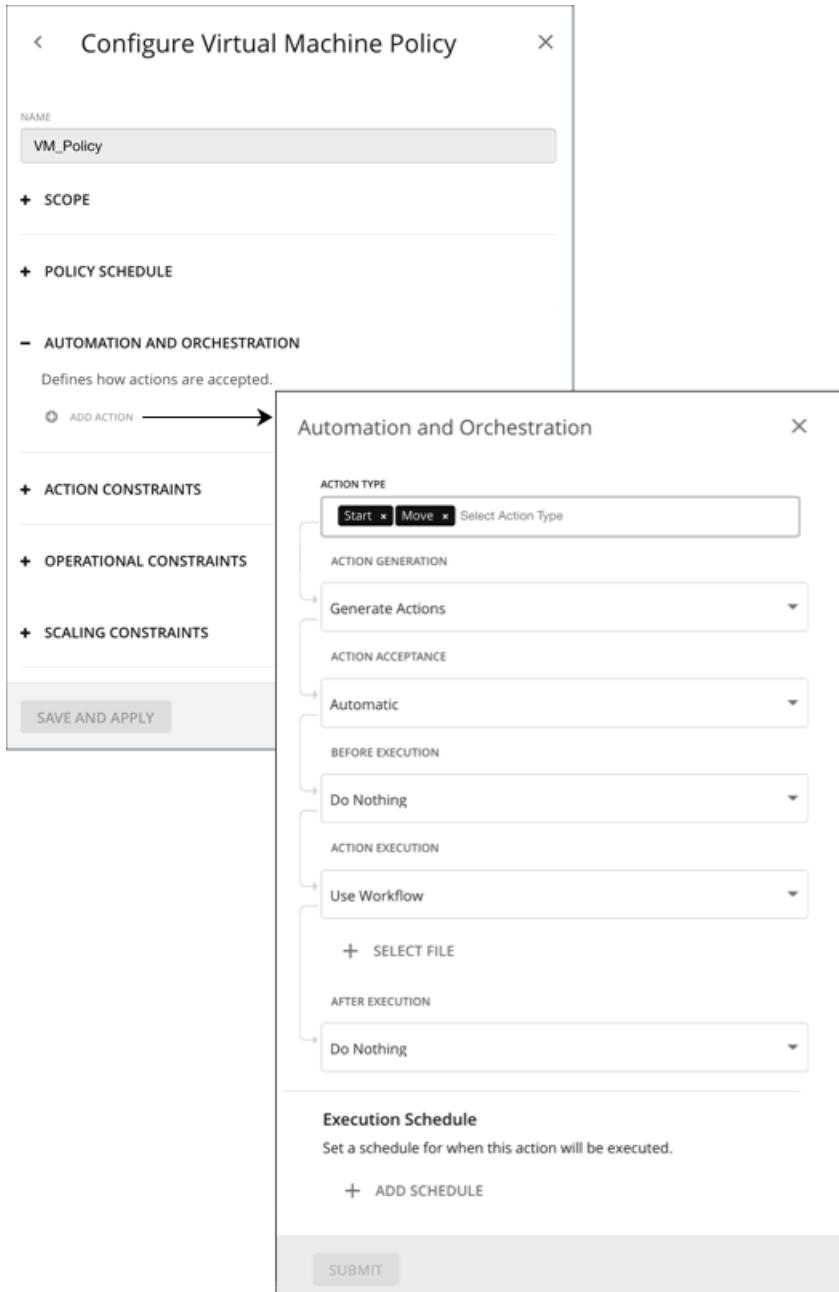 Configure Virtual Machine Policy
NAME
VM_Policy
SCOPE
POLICY SCHEDULE
AUTOMATION AND ORCHESTRATION
Defines how actions are accepted.
ADD ACTION
ACTION CONSTRAINTS
OPERATIONAL CONSTRAINTS
SCALING CONSTRAINTS
SAVE AND APPLY
Automation and Orchestration
ACTION TYPE
Start × Move × Select Action Type
ACTION GENERATION
Generate Actions
ACTION ACCEPTANCE
Automatic
BEFORE EXECUTION
Do Nothing
ACTION EXECUTION
Use Workflow
SELECT FILE
AFTER EXECUTION
Do Nothing
Execution Schedule
Set a schedule for when this action will be executed.
ADD SCHEDULE
SUBMIT